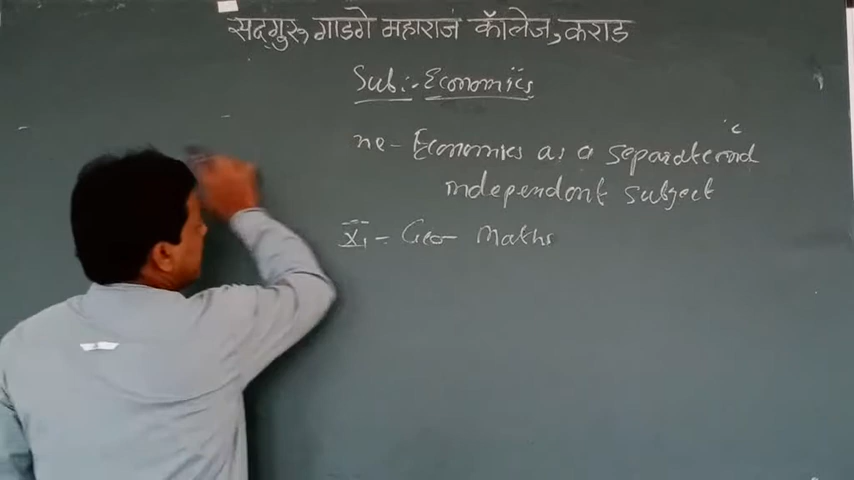 सद्गुरू गाडगे महाराज कॉलेज, कराड
Sub:- Economics
ne - Economics as a separate and
independent subject
XI - Geo- Maths